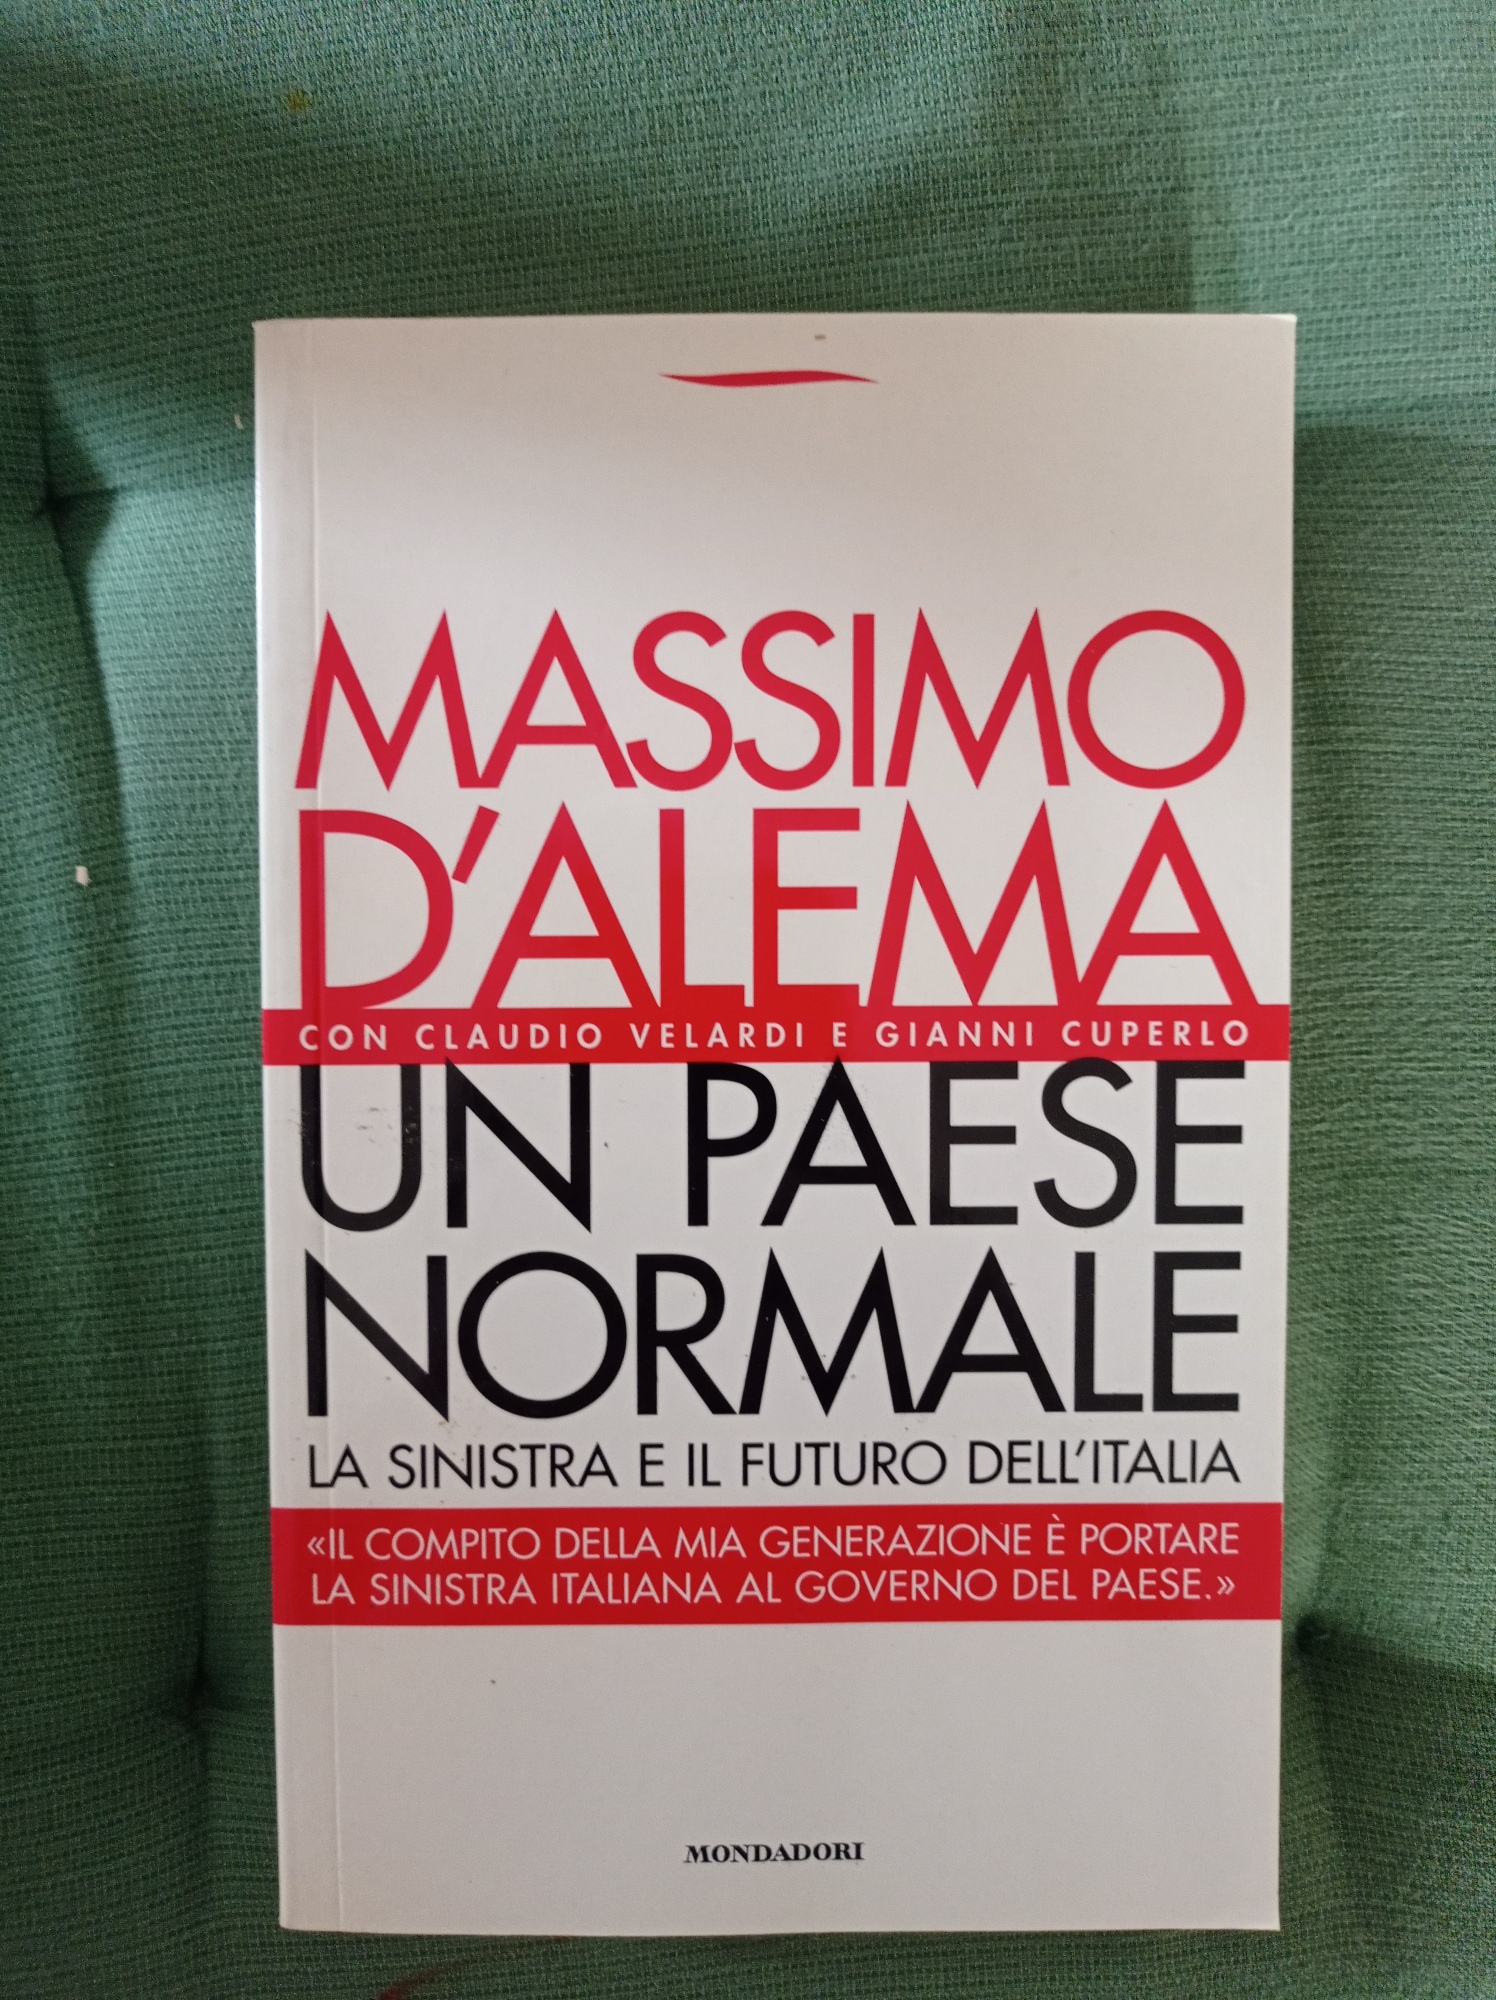 MASSIMO
D'ALEMA
CON CLAUDIO VELARDI E GIANNI CUPERLO
UN PAESE
NORMALE
LA SINISTRA E IL FUTURO DELL'ITALIA
«IL COMPITO DELLA MIA GENERAZIONE È PORTARE
LA SINISTRA ITALIANA AL GOVERNO DEL PAESE.»
MONDADORI